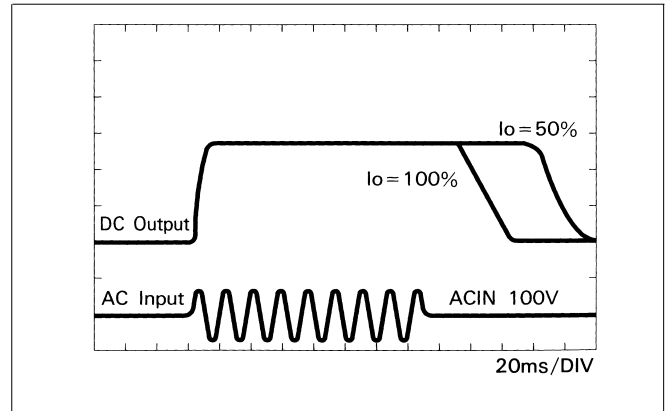 Io=50%
Io=100%
DC Output
AC Input
ACIN 100V
20ms/DIV